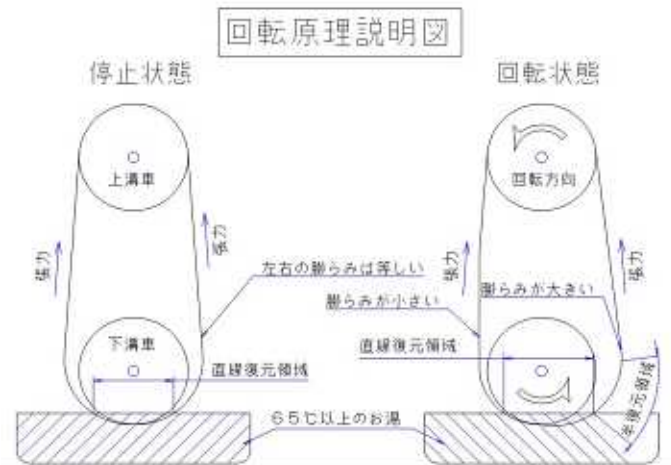 回転原理説明図
停止状態
回転状態
上溝車
回転方向
張力
張力
張力
張力
左右の膨らみは等しい
膨らみが大きい
膨らみが小さい
下溝車
直線復元領域
直線復元領域
半復元領域
65℃以上のお湯